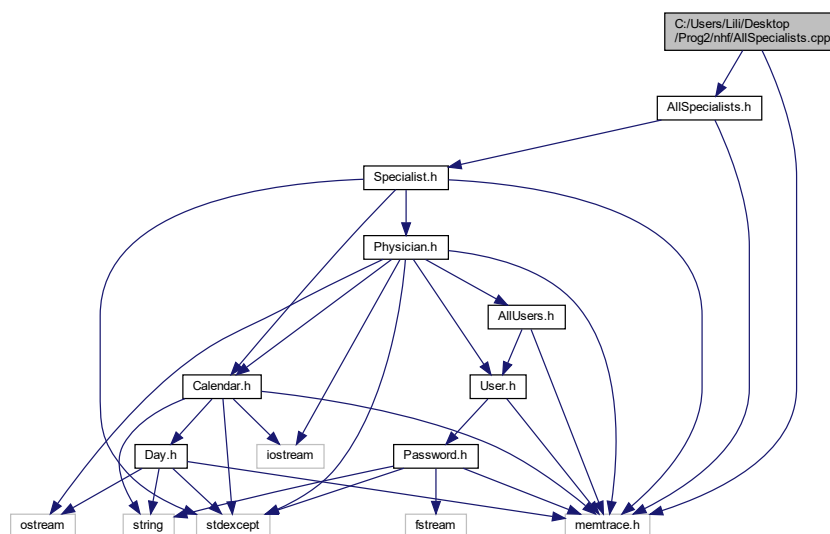 C:/Users/Lili/Desktop
/Prog2/nhf/AllSpecialists.cpp
AllSpecialists.h
Specialist.h
Physician.h
AllUsers.h
Calendar.h
User.h
Day.h
iostream
Password.h
ostream
string
stdexcept
fstream
memtrace.h